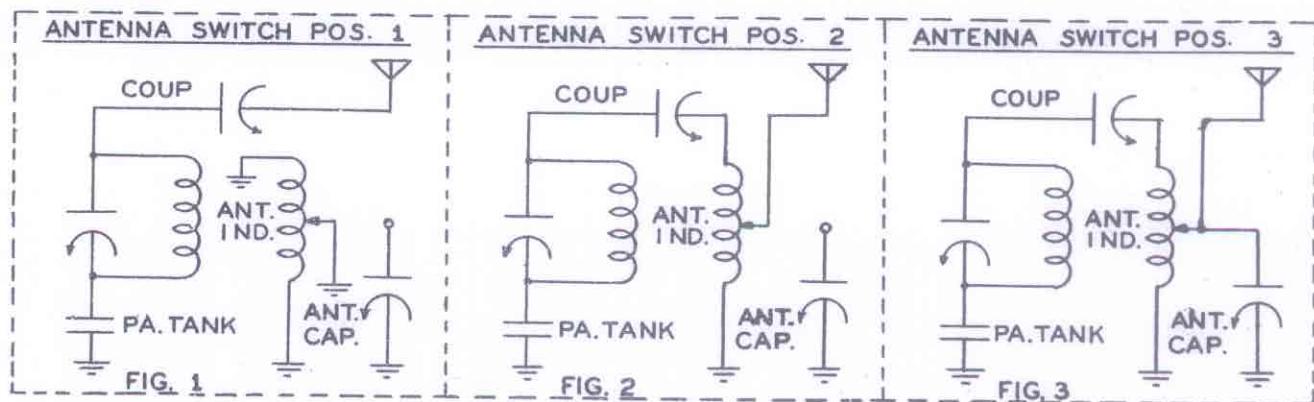 ANTENNA SWITCH POS. 1
COUP
ANT.
IND.
ANT.
CAP.
PA. TANK
FIG. 1
ANTENNA SWITCH POS. 2
COUP
ANT.
IND.
ANT.
CAP.
PA. TANK
FIG. 2
ANTENNA SWITCH POS. 3
COUP
ANT.
IND.
ANT.
CAP.
PA. TANK
FIG. 3